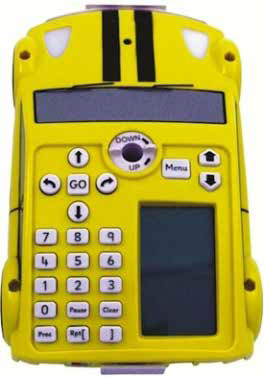 DOWN
UP
Menu
GO
7 8 9
4 5 6
1 2 3
0 Pause Clear
Proc Rpt[ ]